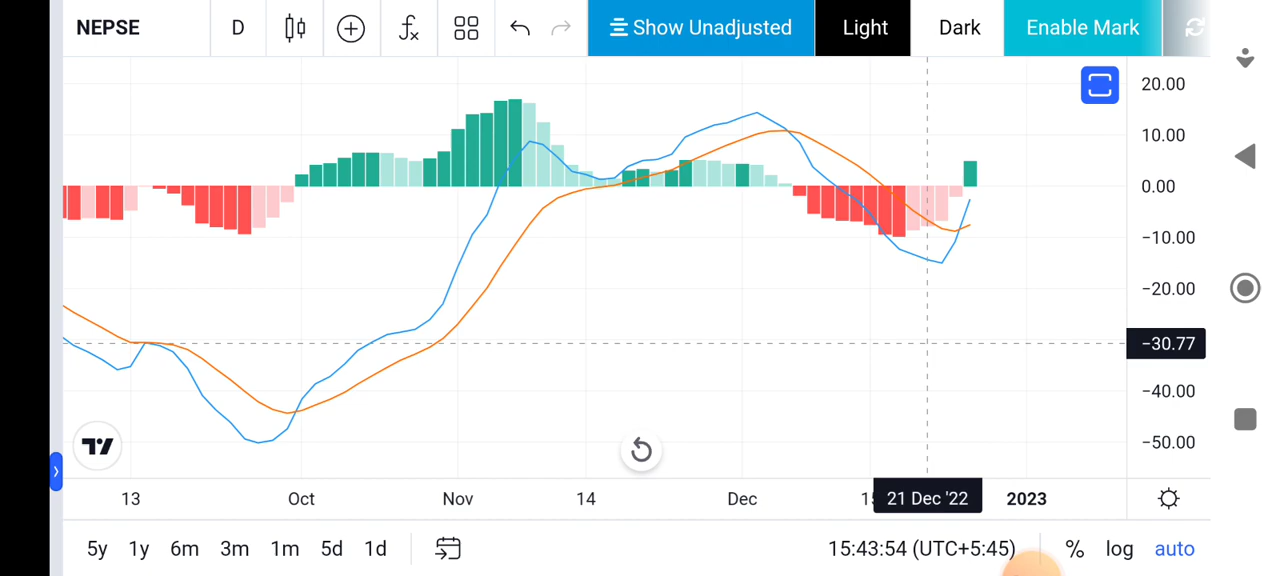 NEPSE D Show Unadjusted Light Dark Enable Mark
20.00
10.00
0.00
−10.00
−20.00
−30.77
−40.00
−50.00
13 Oct Nov 14 Dec 21 Dec '22 2023
5y 1y 6m 3m 1m 5d 1d 15:43:54 (UTC+5:45) % log auto